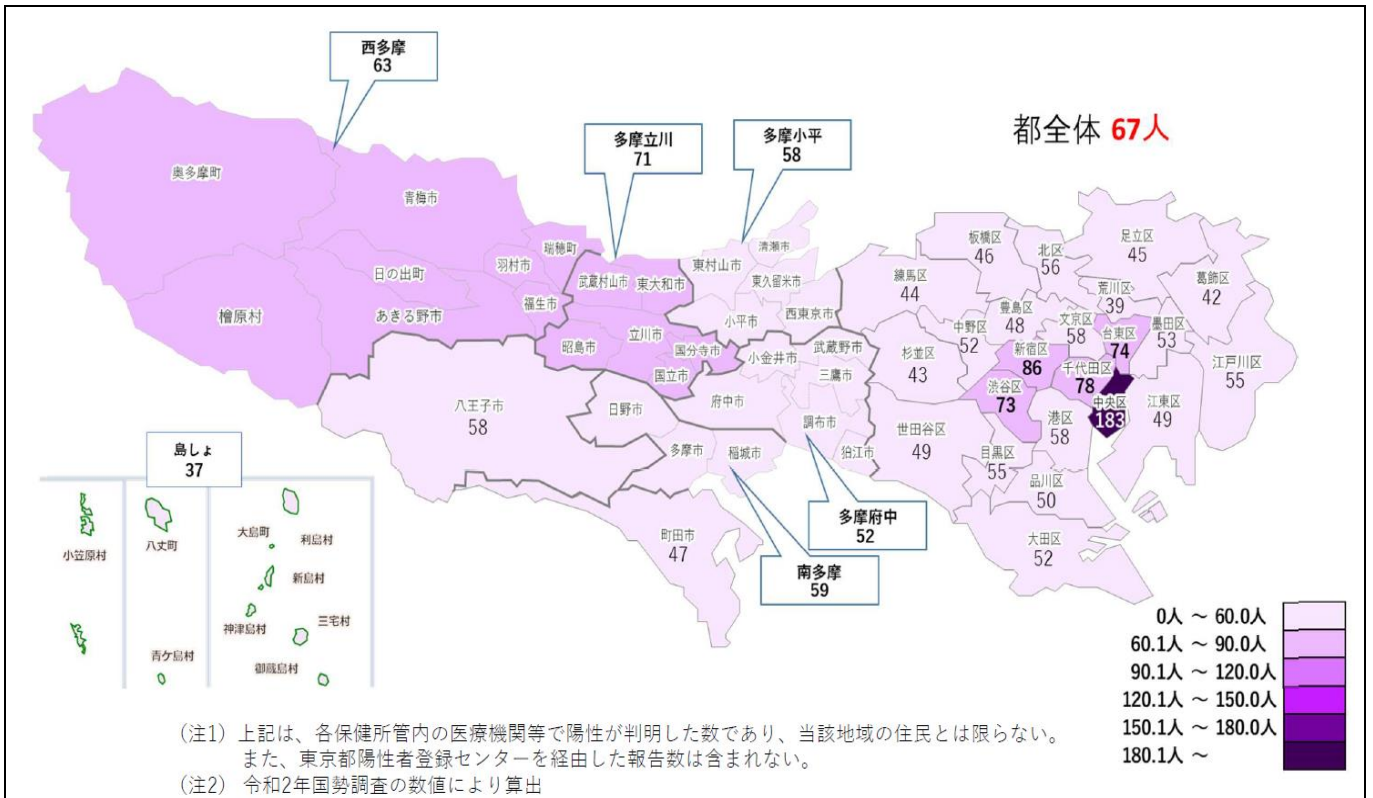 西多摩
63
多摩立川
71
多摩小平
58
都全体 67人
奥多摩町
青梅市
瑞穂町
日の出町
羽村市
檜原村
あきる野市
福生市
武蔵村山市
東大和市
昭島市
立川市
国分寺市
国立市
東村山市
清瀬市
東久留米市
小平市
西東京市
小金井市
武蔵野市
三鷹市
府中市
調布市
狛江市
八王子市
58
日野市
多摩市
稲城市
町田市
47
多摩府中
52
南多摩
59
練馬区
44
板橋区
46
北区
56
足立区
45
葛飾区
42
荒川区
39
豊島区
48
文京区
58
台東区
74
墨田区
53
江戸川区
55
中野区
52
新宿区
86
千代田区
78
杉並区
43
渋谷区
73
中央区
183
江東区
49
港区
58
世田谷区
49
目黒区
55
品川区
50
大田区
52
島しょ
37
小笠原村
八丈町
青ケ島村
大島町
利島村
新島村
神津島村
三宅村
御蔵島村
0人 ～ 60.0人
60.1人 ～ 90.0人
90.1人 ～ 120.0人
120.1人 ～ 150.0人
150.1人 ～ 180.0人
180.1人 ～
（注1）上記は、各保健所管内の医療機関等で陽性が判明した数であり、当該地域の住民とは限らない。
また、東京都陽性者登録センターを経由した報告数は含まれない。
（注2） 令和2年国勢調査の数値により算出